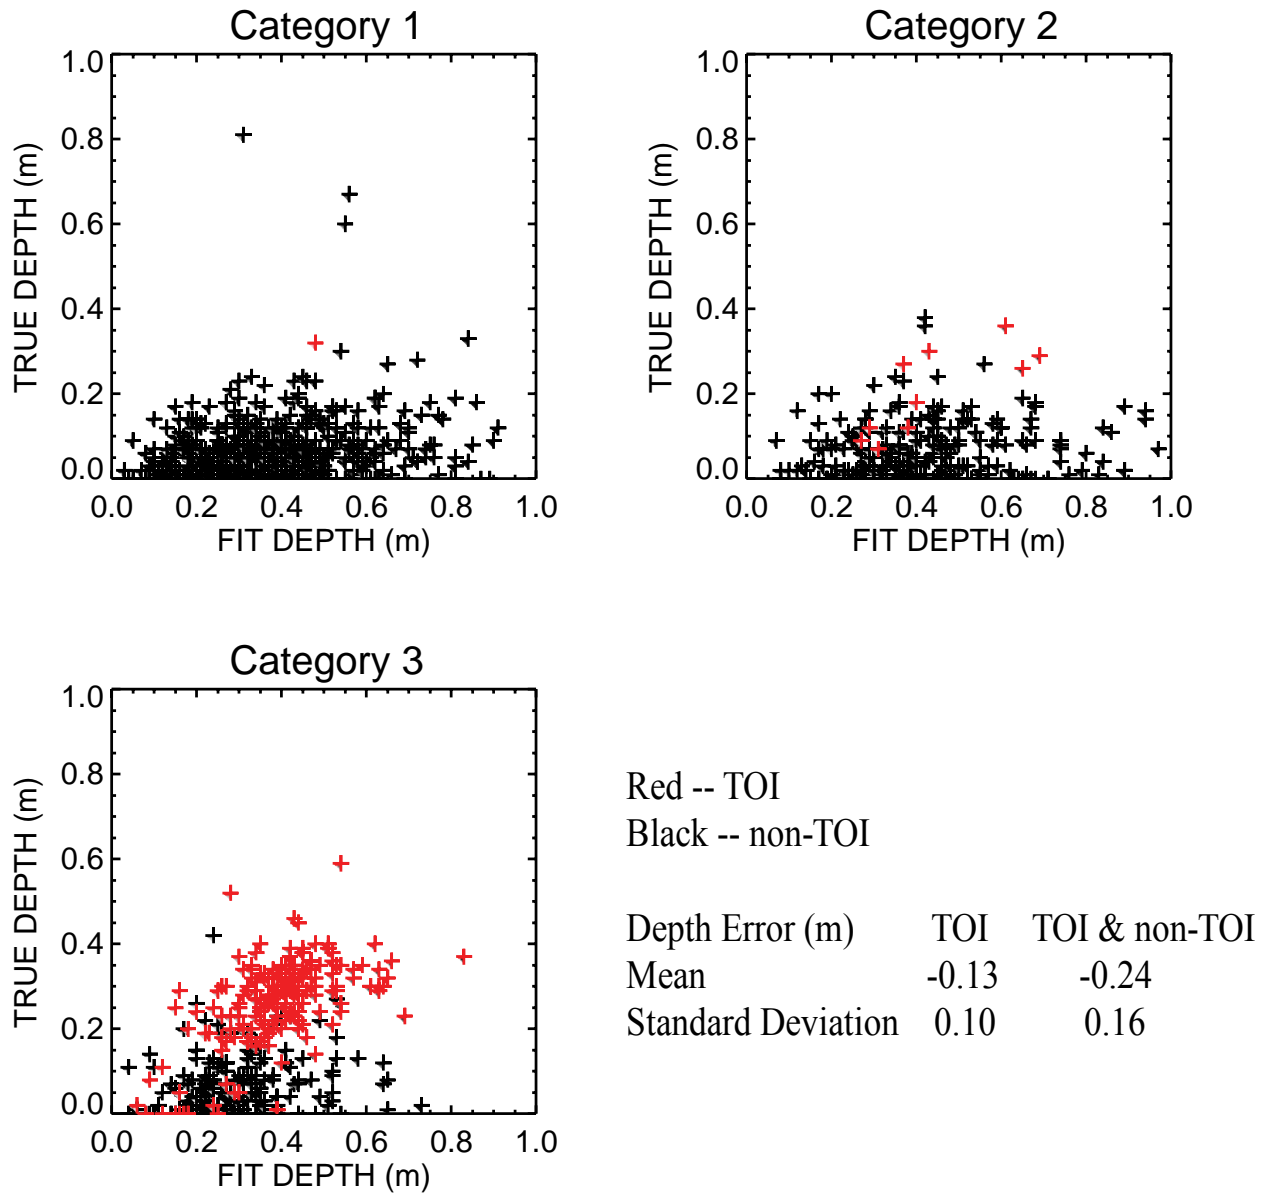 Category 1
1.0
0.8
0.6
0.4
0.2
0.0
TRUE DEPTH (m)
0.0 0.2 0.4 0.6 0.8 1.0
FIT DEPTH (m)
Category 2
1.0
0.8
0.6
0.4
0.2
0.0
TRUE DEPTH (m)
0.0 0.2 0.4 0.6 0.8 1.0
FIT DEPTH (m)
Category 3
1.0
0.8
0.6
0.4
0.2
0.0
TRUE DEPTH (m)
0.0 0.2 0.4 0.6 0.8 1.0
FIT DEPTH (m)
Red -- TOI
Black -- non-TOI
Depth Error (m) TOI TOI & non-TOI
Mean -0.13 -0.24
Standard Deviation 0.10 0.16